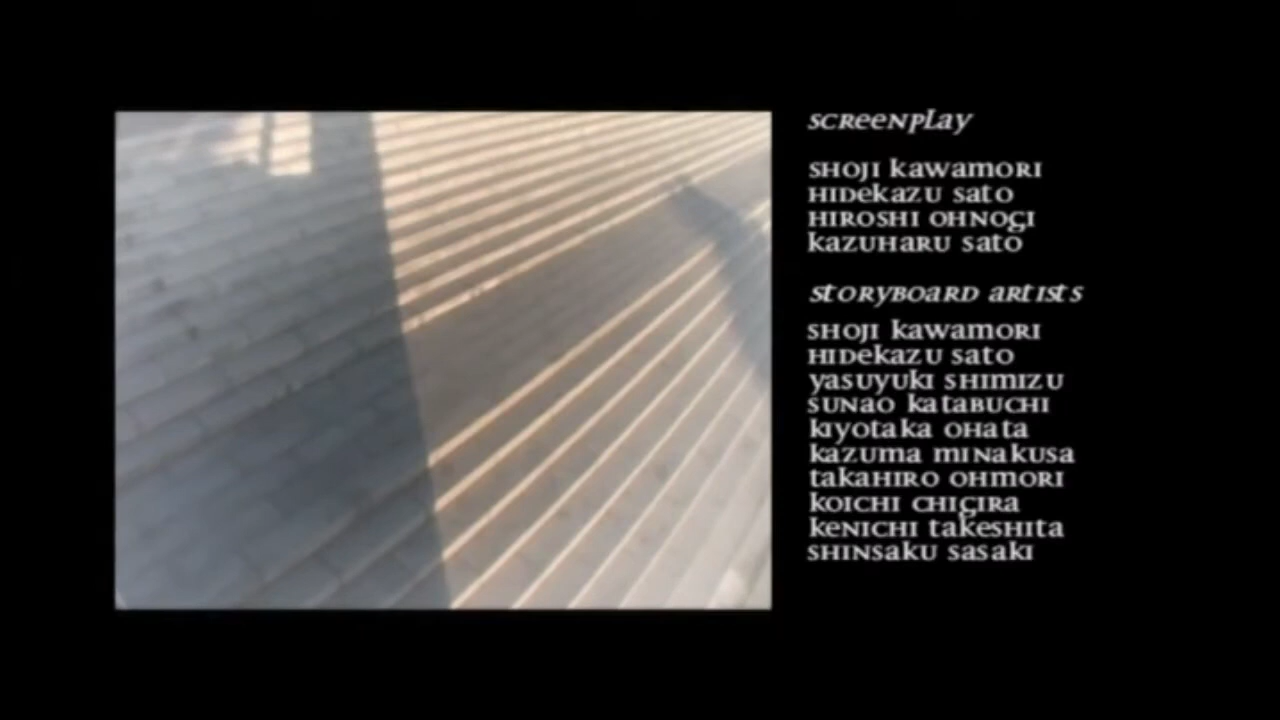 screenplay
shoji kawamori
hidekazu sato
hiroshi ohnogi
kazuharu sato
storyboard artists
shoji kawamori
hidekazu sato
yasuyuki shimizu
sunao katabuchi
kiyotaka ohata
kazuma minakusa
takahiro ohmori
koichi chigira
kenichi takeshita
shinsaku sasaki